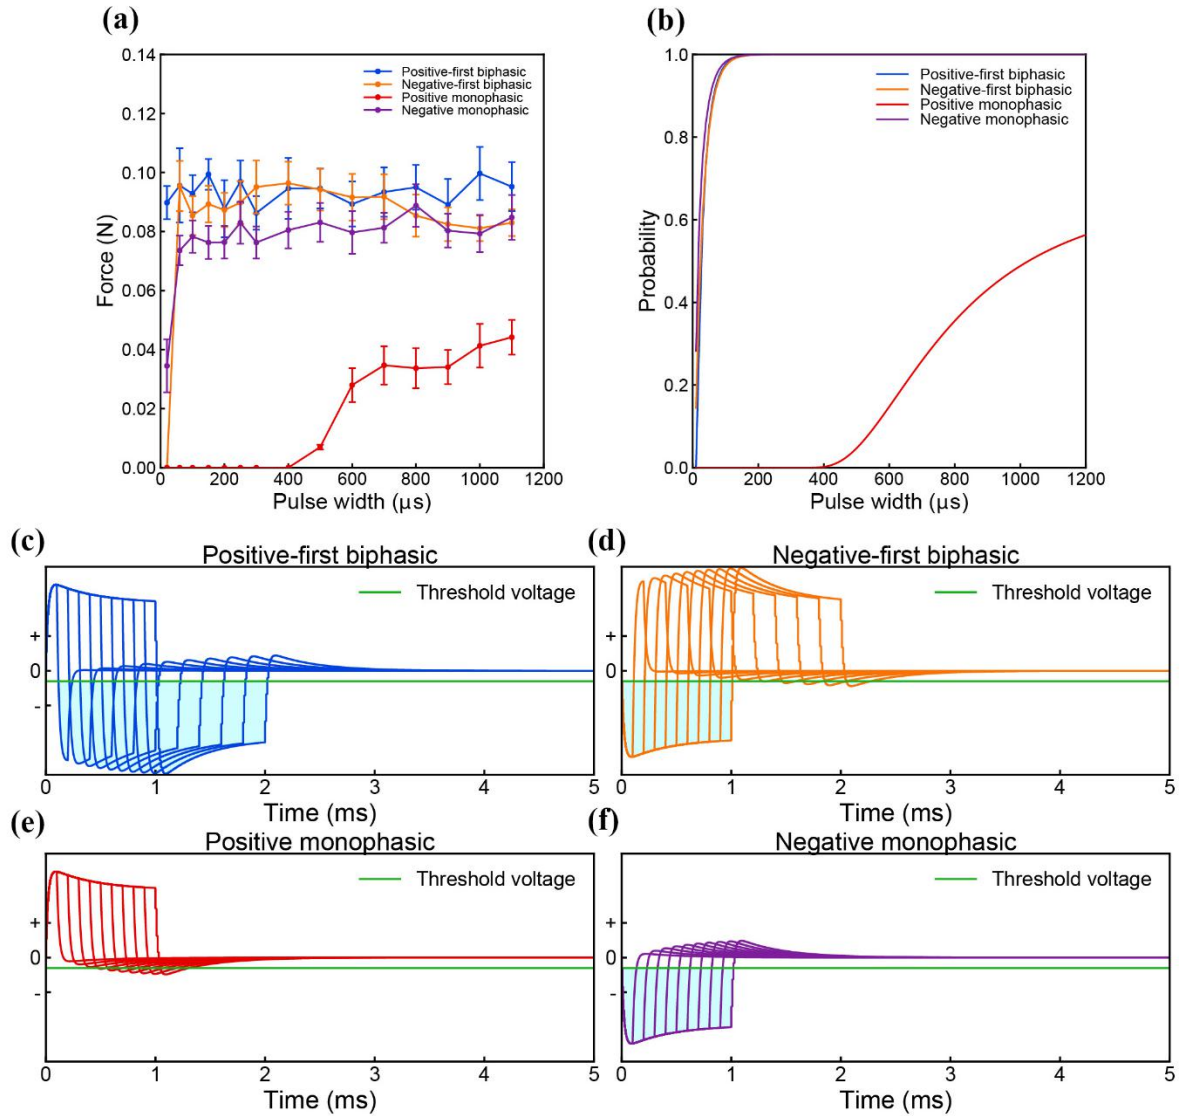 (a)
0.14
0.12
0.10
0.08
0.06
0.04
0.02
0.00
Force (N)
Positive-first biphasic
Negative-first biphasic
Positive monophasic
Negative monophasic
0 200 400 600 800 1000 1200
Pulse width (μs)
(b)
1.0
0.8
0.6
0.4
0.2
0.0
Probability
Positive-first biphasic
Negative-first biphasic
Positive monophasic
Negative monophasic
0 200 400 600 800 1000 1200
Pulse width (μs)
(c)
Positive-first biphasic
Threshold voltage
+
0
-
0 1 2 3 4 5
Time (ms)
(d)
Negative-first biphasic
Threshold voltage
+
0
-
0 1 2 3 4 5
Time (ms)
(e)
Positive monophasic
Threshold voltage
+
0
-
0 1 2 3 4 5
Time (ms)
(f)
Negative monophasic
Threshold voltage
+
0
-
0 1 2 3 4 5
Time (ms)